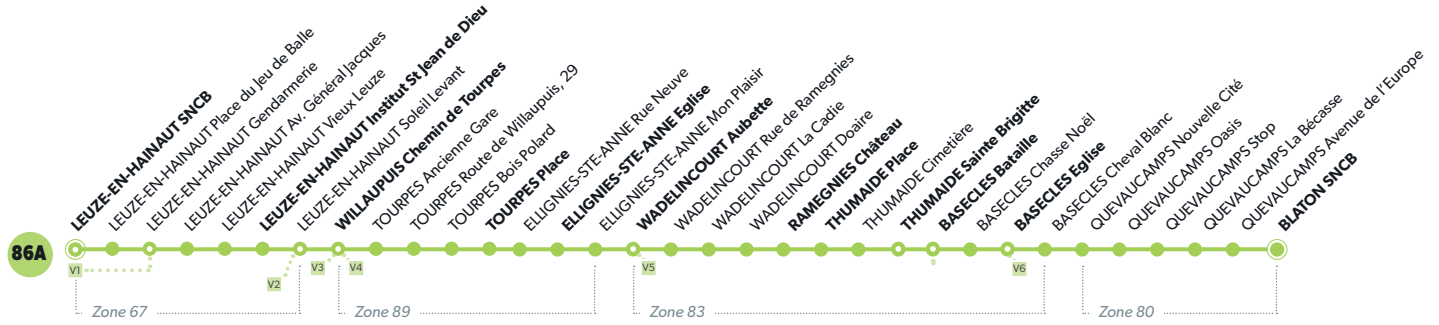 LEUZE-EN-HAINAUT SNCB
LEUZE-EN-HAINAUT Place du Jeu de Balle
LEUZE-EN-HAINAUT Gendarmerie
LEUZE-EN-HAINAUT Av. Général Jacques
LEUZE-EN-HAINAUT Vieux Leuze
LEUZE-EN-HAINAUT Institut St Jean de Dieu
LEUZE-EN-HAINAUT Soleil Levant
WILLAUPUIS Chemin de Tourpes
TOURPES Ancienne Gare
TOURPES Route de Willaupuis, 29
TOURPES Bois Polard
TOURPES Place
ELLIGNIES-STE-ANNE Rue Neuve
ELLIGNIES-STE-ANNE Eglise
ELLIGNIES-STE-ANNE Mon Plaisir
WADELINCOURT Aubette
WADELINCOURT Rue de Ramegnies
WADELINCOURT La Cadie
WADELINCOURT Doaire
RAMEGNIES Château
THUMAIDE Place
THUMAIDE Cimetière
THUMAIDE Sainte Brigitte
BASECLES Bataille
BASECLES Chasse Noël
BASECLES Eglise
BASECLES Cheval Blanc
QUEVAUCAMPS Nouvelle Cité
QUEVAUCAMPS Oasis
QUEVAUCAMPS Stop
QUEVAUCAMPS La Bécasse
QUEVAUCAMPS Avenue de l'Europe
BLATON SNCB
86A
V1
V2
V3
V4
V5
V6
Zone 67
Zone 89
Zone 83
Zone 80